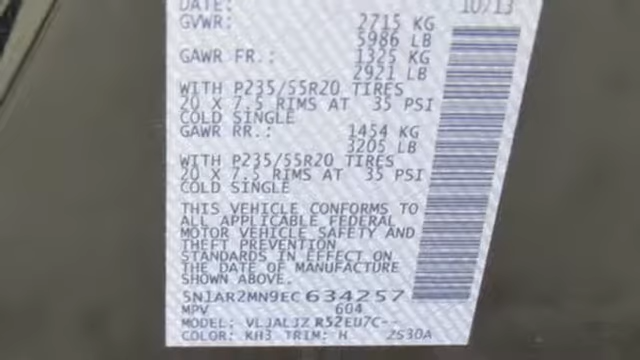 DATE: 10/13
GVWR: 2715 KG
5986 LB
GAWR FR.: 1325 KG
2921 LB
WITH P235/55R20 TIRES
20 X 7.5 RIMS AT 35 PSI
COLD SINGLE
GAWR RR.: 1454 KG
3205 LB
WITH P235/55R20 TIRES
20 X 7.5 RIMS AT 35 PSI
COLD SINGLE
THIS VEHICLE CONFORMS TO
ALL APPLICABLE FEDERAL
MOTOR VEHICLE SAFETY AND
THEFT PREVENTION
STANDARDS IN EFFECT ON
THE DATE OF MANUFACTURE
SHOWN ABOVE.
5N1AR2MN9EC634257
MPV 604
MODEL: VLJALJZ R52EU7C--
COLOR: KH3 TRIM: H 2530A